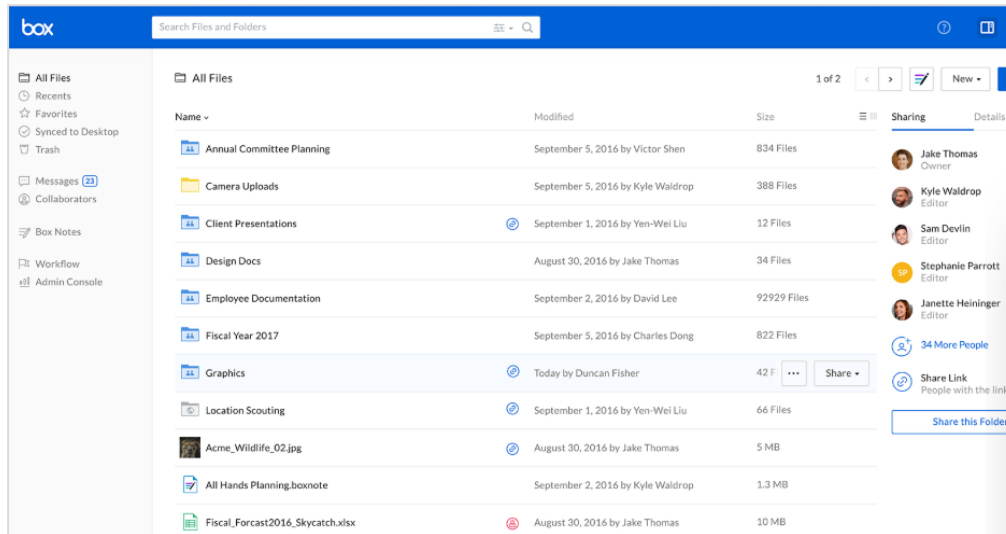 box
Search Files and Folders
All Files
Recents
Favorites
Synced to Desktop
Trash
Messages 23
Collaborators
Box Notes
Workflow
Admin Console
All Files
1 of 2
New
Name
Modified
Size
Annual Committee Planning September 5, 2016 by Victor Shen 834 Files
Camera Uploads September 5, 2016 by Kyle Waldrop 388 Files
Client Presentations September 1, 2016 by Yen-Wei Liu 12 Files
Design Docs August 30, 2016 by Jake Thomas 34 Files
Employee Documentation September 2, 2016 by David Lee 92929 Files
Fiscal Year 2017 September 5, 2016 by Charles Dong 822 Files
Graphics Today by Duncan Fisher 42 F ... Share
Location Scouting September 1, 2016 by Yen-Wei Liu 66 Files
Acme_Wildlife_02.jpg August 30, 2016 by Jake Thomas 5 MB
All Hands Planning.boxnote September 2, 2016 by Kyle Waldrop 1.3 MB
Fiscal_Forcast2016_Skycatch.xlsx August 30, 2016 by Jake Thomas 10 MB
Sharing
Details
Jake Thomas
Owner
Kyle Waldrop
Editor
Sam Devlin
Editor
SP
Stephanie Parrott
Editor
Janette Heininger
Editor
34 More People
Share Link
People with the link
Share this Folder